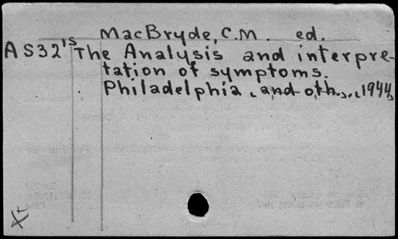 MacBryde, C.M. ed.
AS32's The Analysis and interpre-
tation of symptoms.
Philadelphia, and oth., 1944.